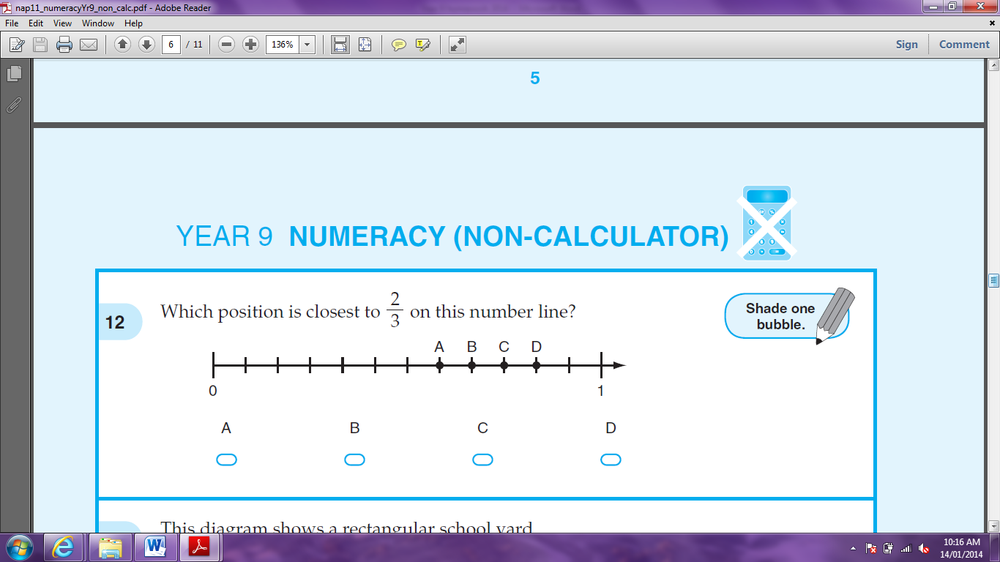 nap11_numeracyYr9_non_calc.pdf - Adobe Reader
File Edit View Window Help
6 / 11 136% Sign Comment
5
YEAR 9 NUMERACY (NON-CALCULATOR)
12
Which position is closest to 2/3 on this number line?
Shade one
bubble.
A B C D
0 1
A B C D
This diagram shows a rectangular school yard
10:16 AM
14/01/2014